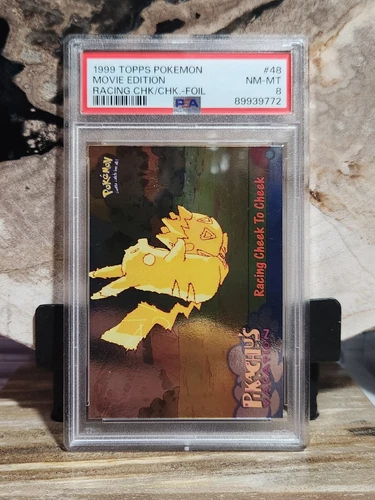 1999 TOPPS POKEMON #48
MOVIE EDITION NM-MT
RACING CHK/CHK.-FOIL 8
PSA 89939772
Pokémon
Racing Cheek To Cheek
PIKACHU'S
VACATION